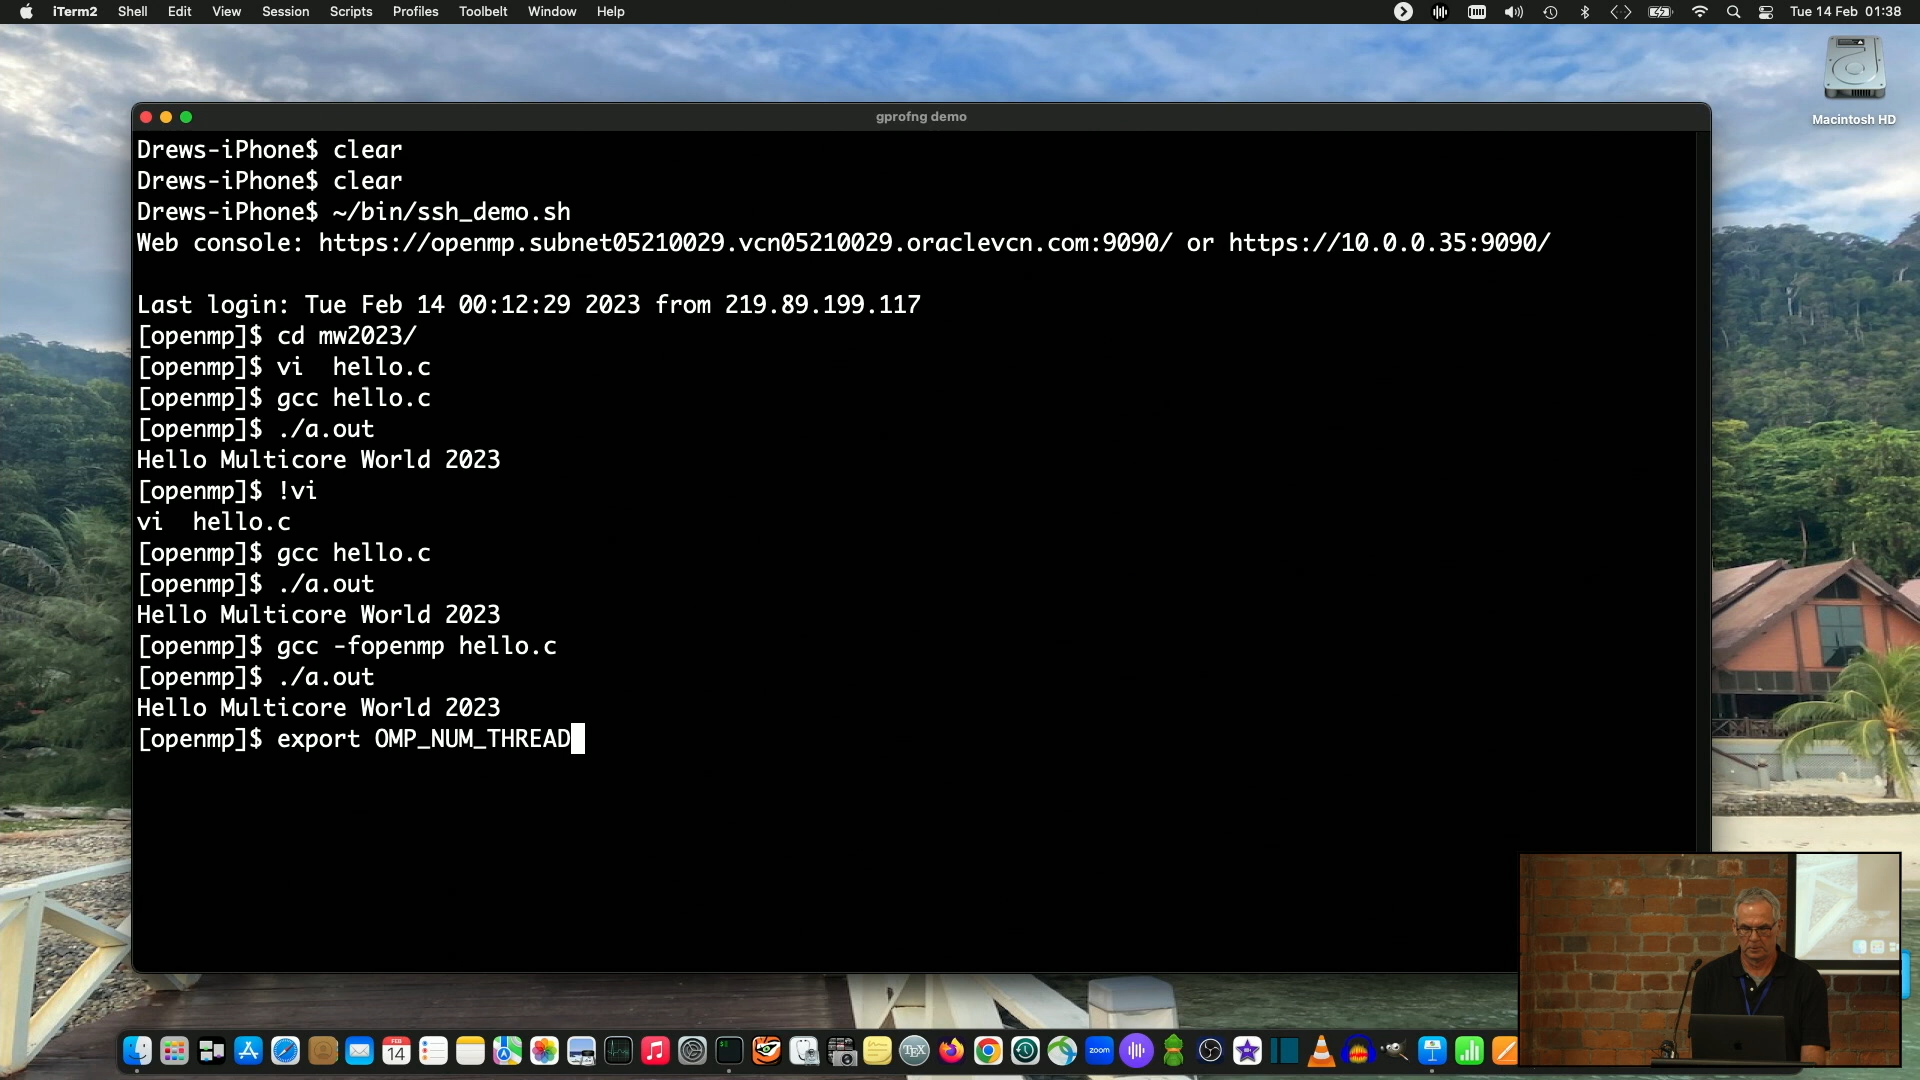 iTerm2 Shell Edit View Session Scripts Profiles Toolbelt Window Help Tue 14 Feb 01:38
Macintosh HD
gprofng demo
Drews-iPhone$ clear
Drews-iPhone$ clear
Drews-iPhone$ ~/bin/ssh_demo.sh
Web console: https://openmp.subnet05210029.vcn05210029.oraclevcn.com:9090/ or https://10.0.0.35:9090/
Last login: Tue Feb 14 00:12:29 2023 from 219.89.199.117
[openmp]$ cd mw2023/
[openmp]$ vi  hello.c
[openmp]$ gcc hello.c
[openmp]$ ./a.out
Hello Multicore World 2023
[openmp]$ !vi
vi  hello.c
[openmp]$ gcc hello.c
[openmp]$ ./a.out
Hello Multicore World 2023
[openmp]$ gcc -fopenmp hello.c
[openmp]$ ./a.out
Hello Multicore World 2023
[openmp]$ export OMP_NUM_THREAD
FEB
14
TEX
zoom